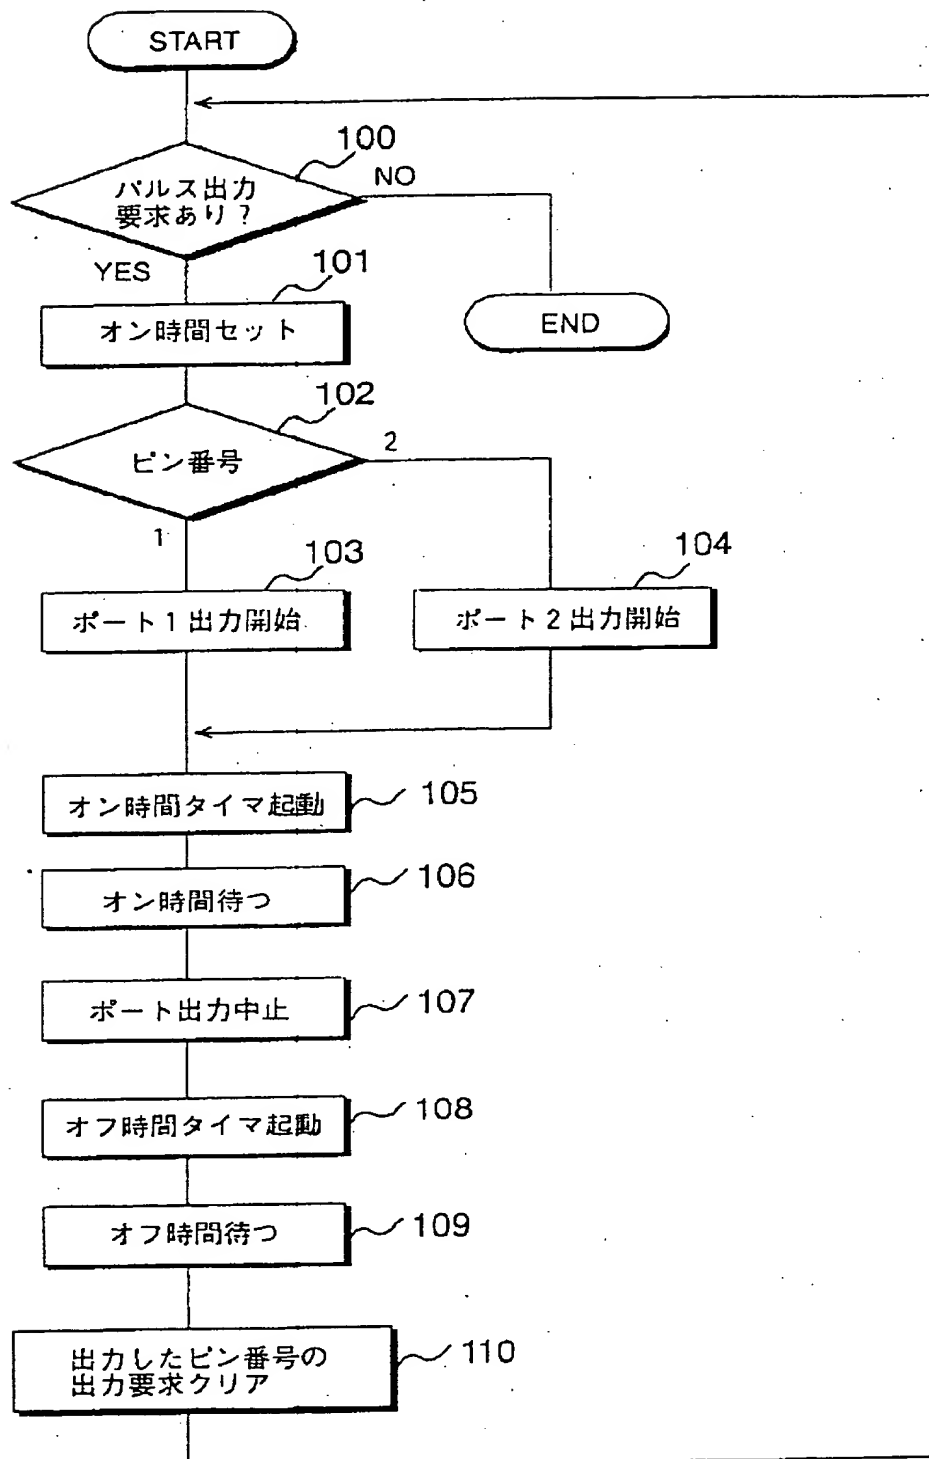 START
100
パルス出力
要求あり？
NO
YES
101
オン時間セット
END
102
ピン番号
2
1
103
ポート1出力開始
104
ポート2出力開始
オン時間タイマ起動
105
オン時間待つ
106
ポート出力中止
107
オフ時間タイマ起動
108
オフ時間待つ
109
出力したピン番号の
出力要求クリア
110